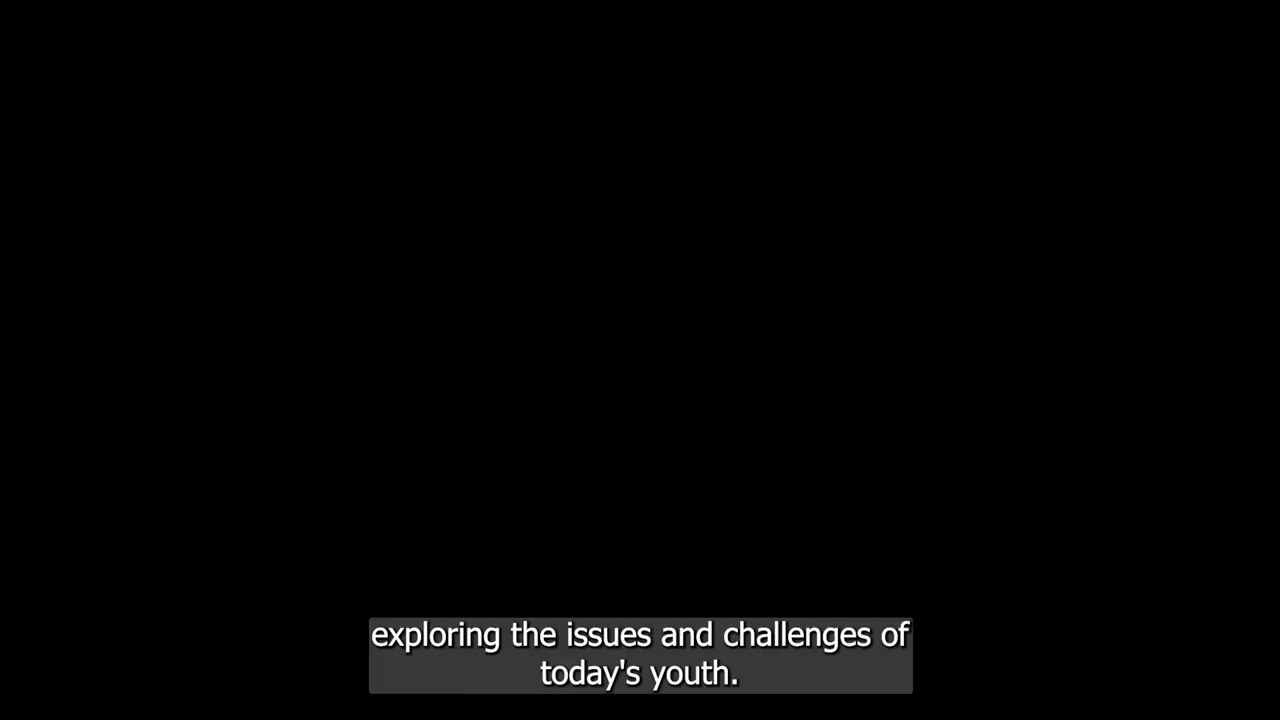 exploring the issues and challenges of
today's youth.